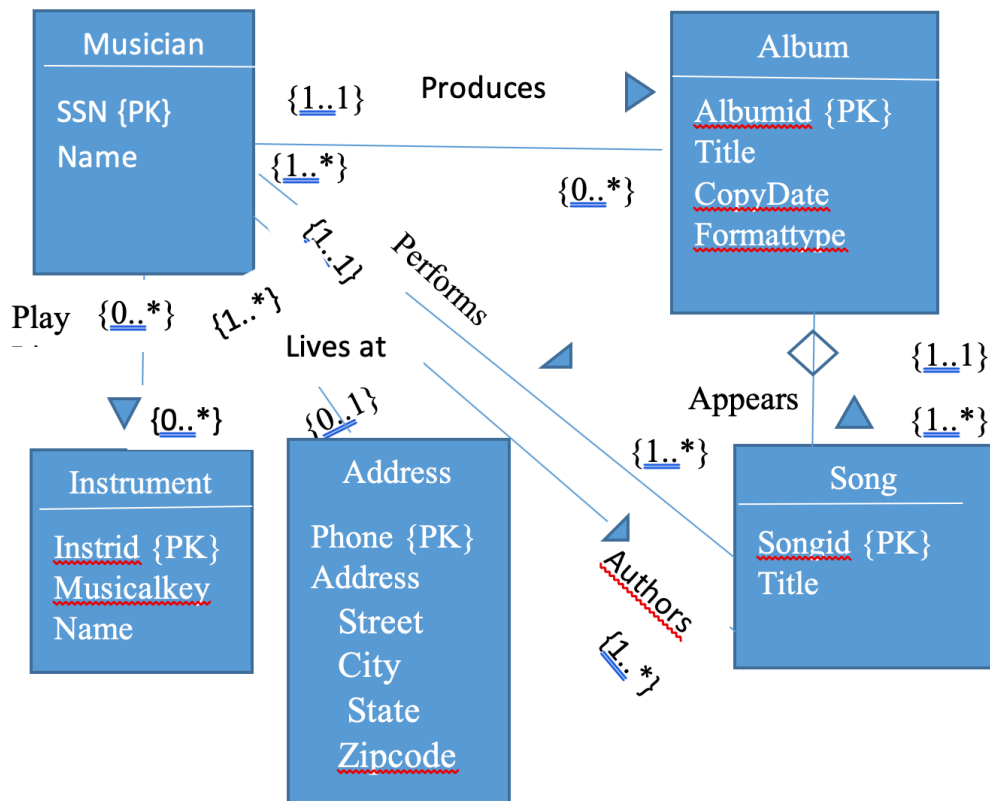 Musician
SSN {PK}
Name
{1..1}
Produces
Album
Albumid {PK}
Title
CopyDate
Formattype
{1..*}
{0..*}
{1..1}
Performs
Play
{0..*}
{1..*}
Lives at
{1..1}
Appears
{0..*}
{0..1}
{1..*}
{1..*}
Instrument
Instrid {PK}
Musicalkey
Name
Address
Phone {PK}
Address
Street
City
State
Zipcode
Song
Songid {PK}
Title
Authors
{1.. *}